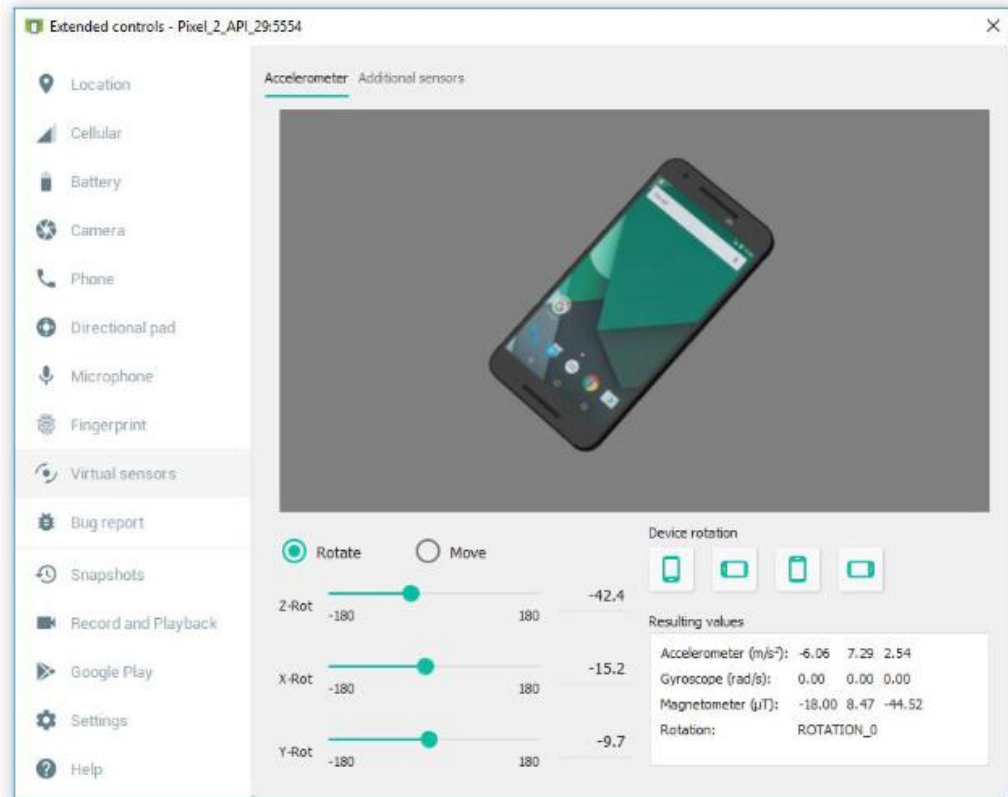 Extended controls - Pixel_2_API_29:5554
Location
Cellular
Battery
Camera
Phone
Directional pad
Microphone
Fingerprint
Virtual sensors
Bug report
Snapshots
Record and Playback
Google Play
Settings
Help
Accelerometer Additional sensors
Rotate Move
Z-Rot -42.4
-180 180
X-Rot -15.2
-180 180
Y-Rot -9.7
-180 180
Device rotation
Resulting values
Accelerometer (m/s²): -6.06 7.29 2.54
Gyroscope (rad/s): 0.00 0.00 0.00
Magnetometer (μT): -18.00 8.47 -44.52
Rotation: ROTATION_0